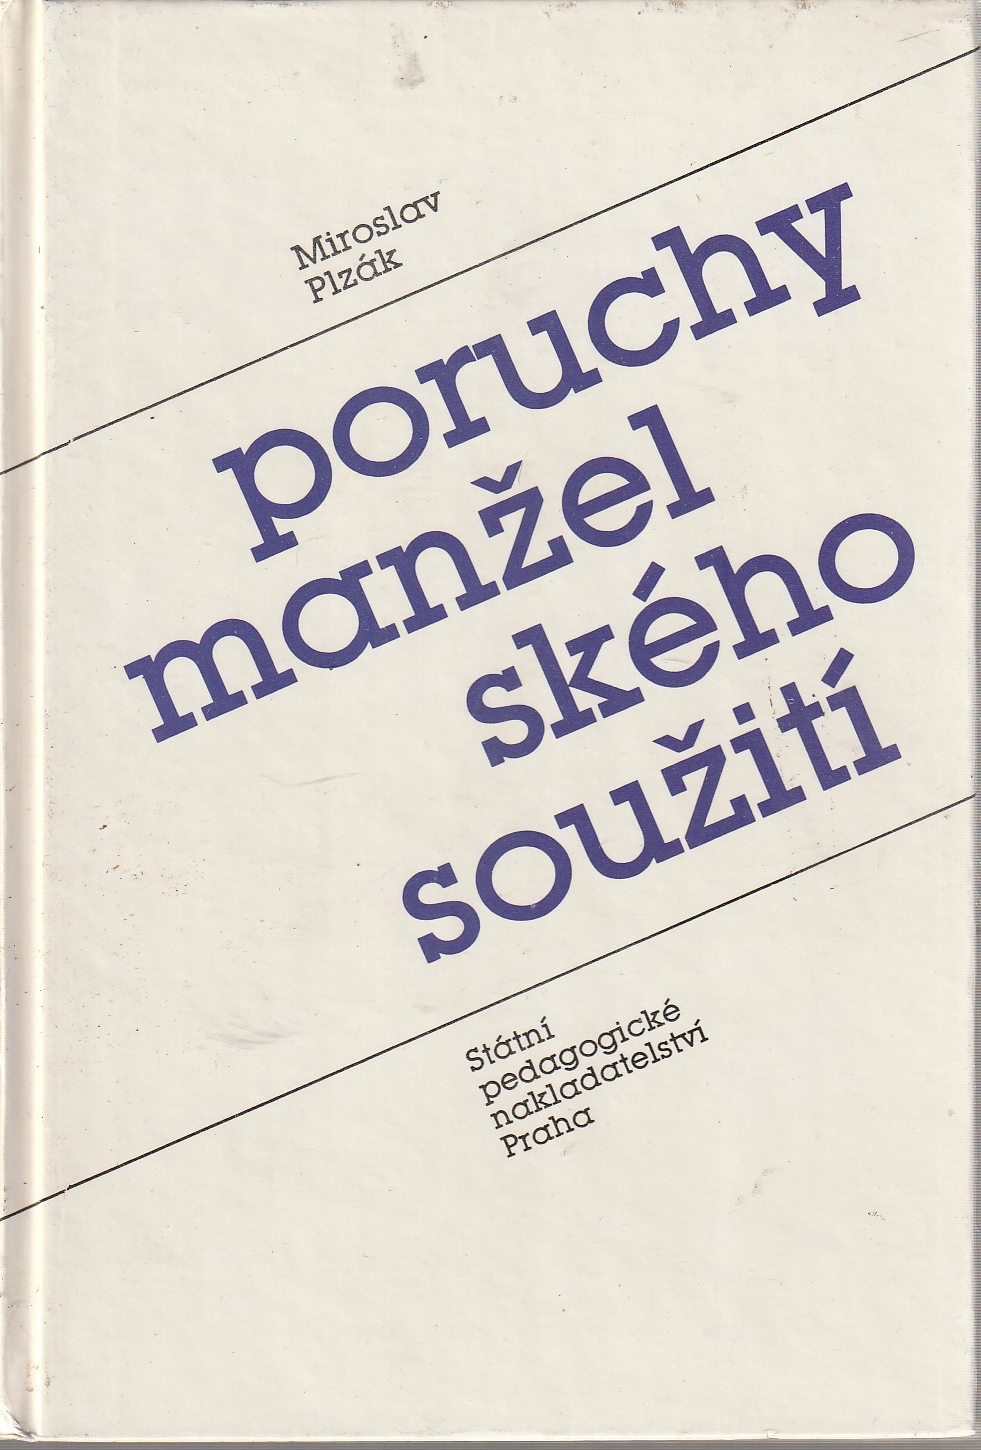 Miroslav
Plzák
poruchy
manžel
ského
soužití
Státní
pedagogické
nakladatelství
Praha